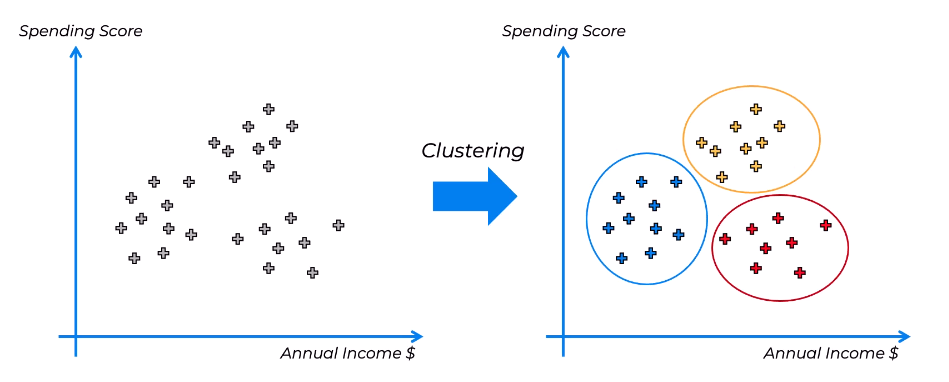 Spending Score
Spending Score
Clustering
Annual Income $
Annual Income $